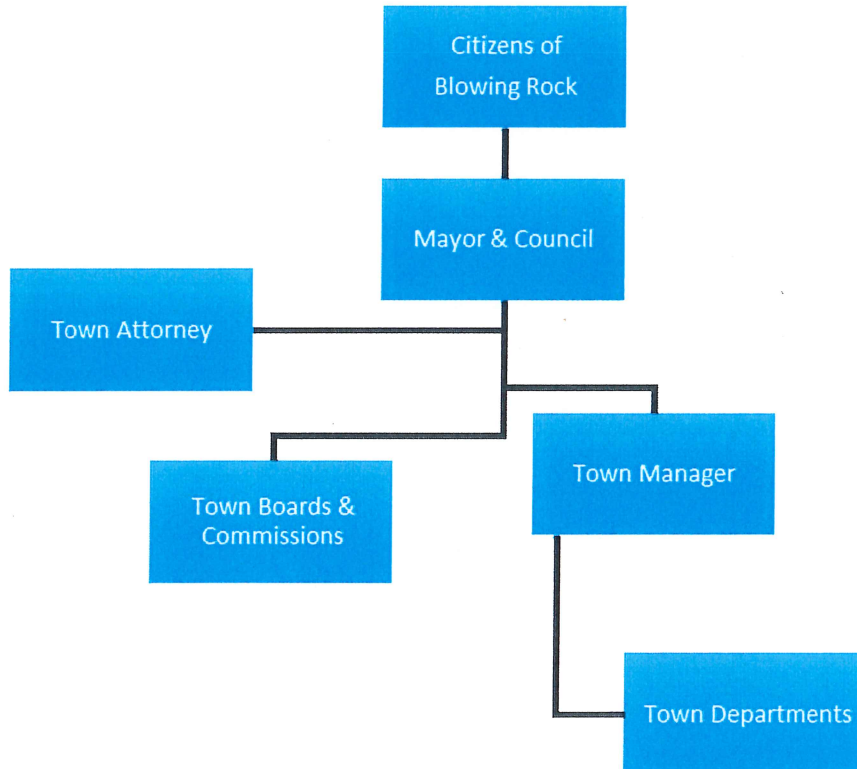 Citizens of
Blowing Rock
Mayor & Council
Town Attorney
Town Manager
Town Boards &
Commissions
Town Departments